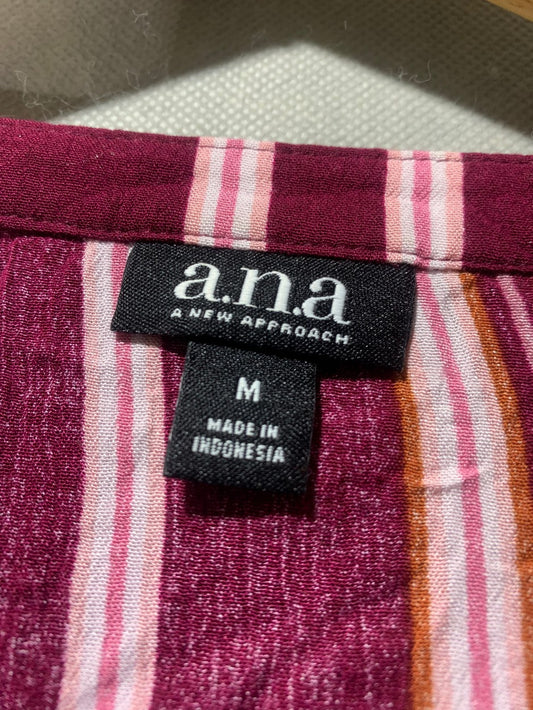 a.n.a
A NEW APPROACH
M
MADE IN
INDONESIA